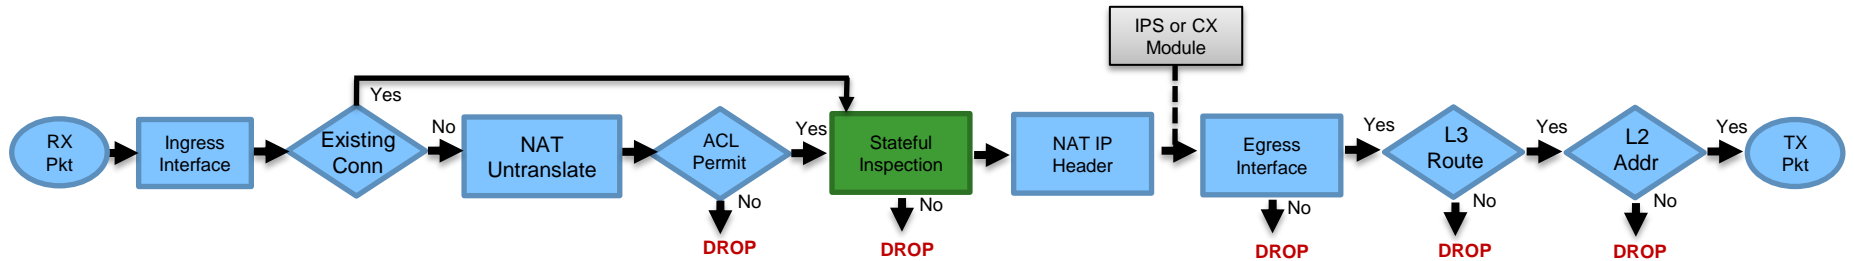 IPS or CX
Module
Yes
RX
Pkt
Ingress
Interface
Existing
Conn
No
NAT
Untranslate
ACL
Permit
Yes
Stateful
Inspection
NAT IP
Header
Egress
Interface
Yes
L3
Route
Yes
L2
Addr
Yes
TX
Pkt
No
DROP
No
DROP
No
DROP
No
DROP
No
DROP